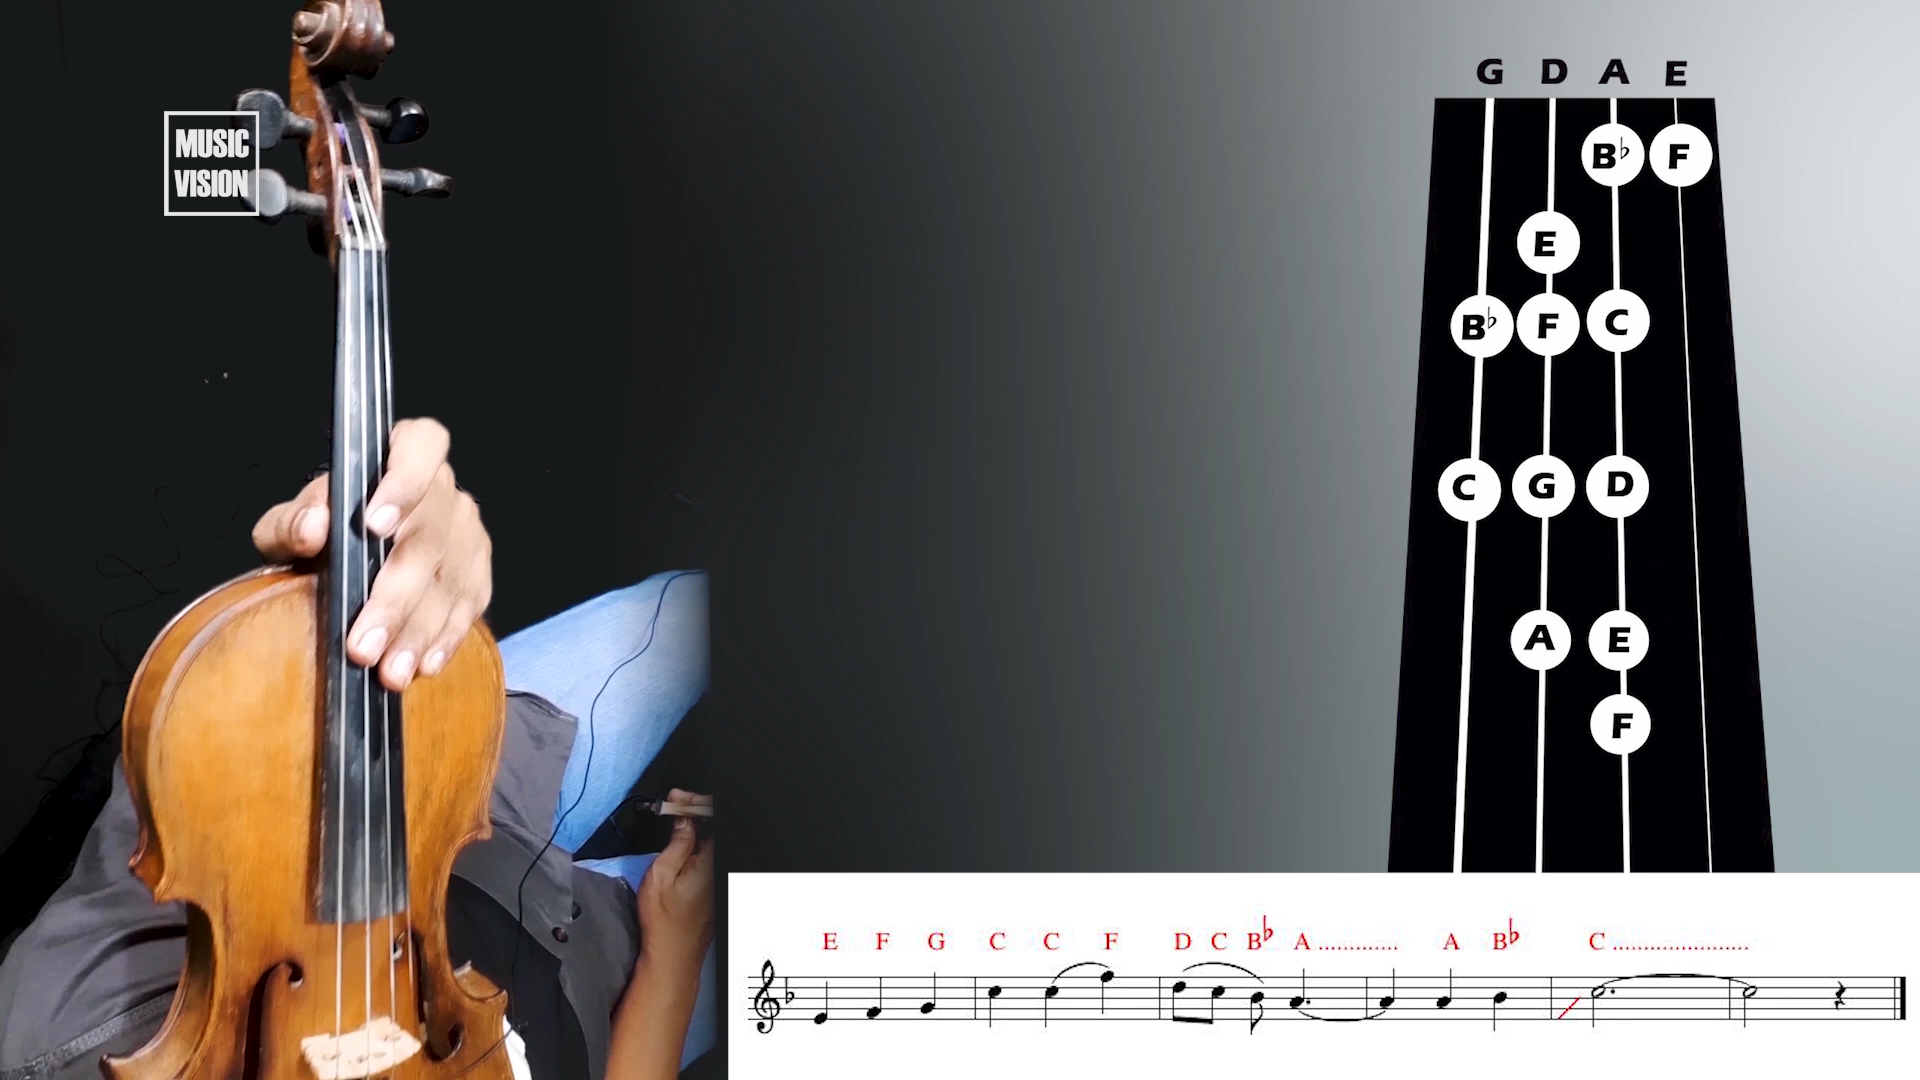 MUSIC
VISION
G D A E
B♭ F
E
B♭ F C
C G D
A E
F
E F G C C F D C B♭ A ............. A B♭ C ......................